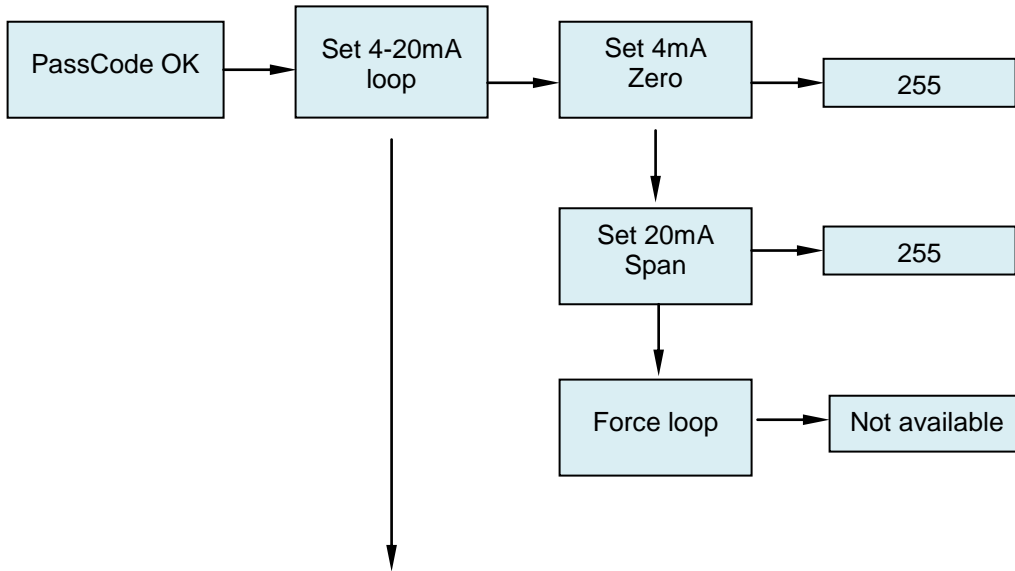 PassCode OK
Set 4-20mA
loop
Set 4mA
Zero
255
Set 20mA
Span
255
Force loop
Not available